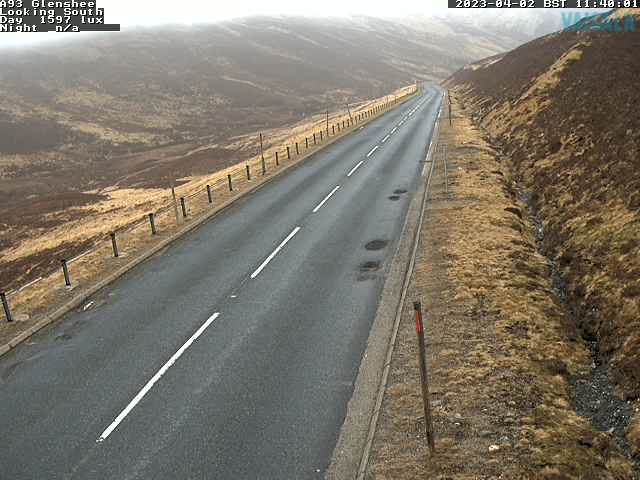 A93 Glenshee
Looking South
Day 1597 lux
Night n/a
2023-04-02 BST 11:40:01
VAISALA